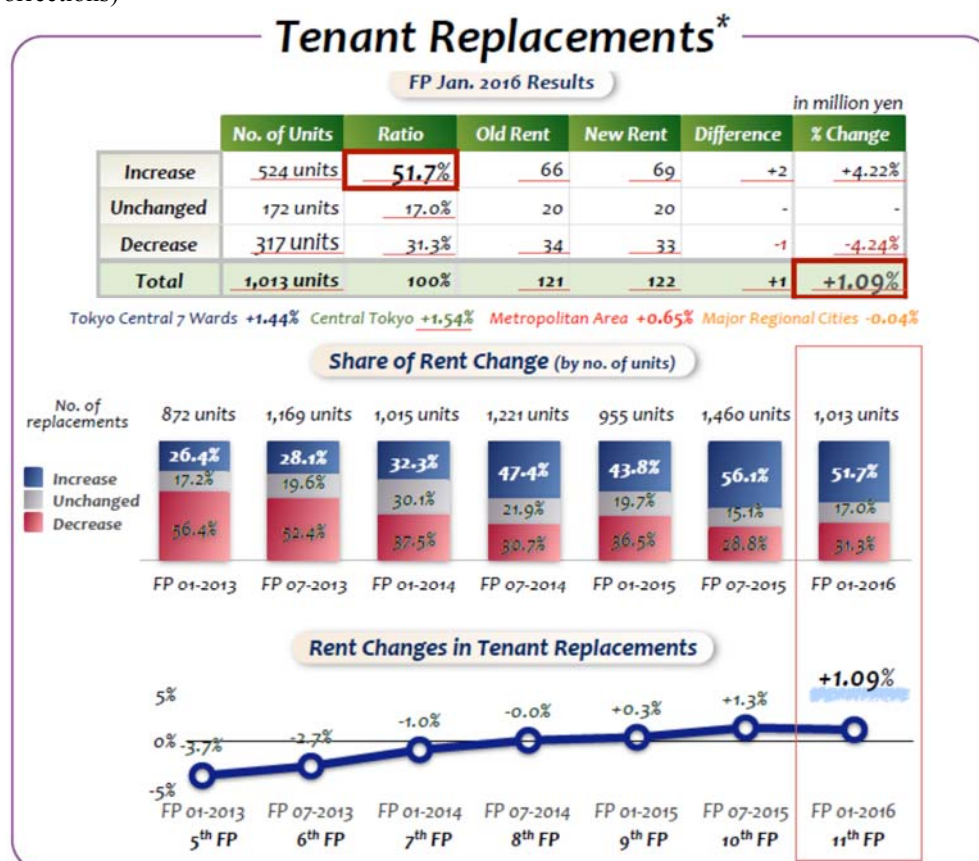 orrections)
Tenant Replacements*
FP Jan. 2016 Results
in million yen
No. of Units Ratio Old Rent New Rent Difference % Change
Increase 524 units 51.7% 66 69 +2 +4.22%
Unchanged 172 units 17.0% 20 20 - -
Decrease 317 units 31.3% 34 33 -1 -4.24%
Total 1,013 units 100% 121 122 +1 +1.09%
Tokyo Central 7 Wards +1.44% Central Tokyo +1.54% Metropolitan Area +0.65% Major Regional Cities -0.04%
Share of Rent Change (by no. of units)
No. of
replacements 872 units 1,169 units 1,015 units 1,221 units 955 units 1,460 units 1,013 units
26.4% 28.1% 32.3% 47.4% 43.8% 56.1% 51.7%
Increase
17.2% 19.6% 30.1% 21.9% 19.7% 15.1% 17.0%
Unchanged
Decrease
56.4% 52.4% 37.5% 30.7% 36.5% 28.8% 31.3%
FP 01-2013 FP 07-2013 FP 01-2014 FP 07-2014 FP 01-2015 FP 07-2015 FP 01-2016
Rent Changes in Tenant Replacements
+1.09%
5%
-3.7% -2.7% -1.0% -0.0% +0.3% +1.3%
0%
-5%
FP 01-2013 FP 07-2013 FP 01-2014 FP 07-2014 FP 01-2015 FP 07-2015 FP 01-2016
5th FP 6th FP 7th FP 8th FP 9th FP 10th FP 11th FP